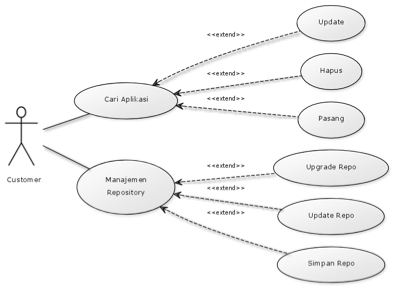 Update
<<extend>>
Hapus
<<extend>>
Cari Aplikasi
<<extend>>
Pasang
Customer
Manajemen
Repository
<<extend>>
Upgrade Repo
<<extend>>
Update Repo
<<extend>>
Simpan Repo